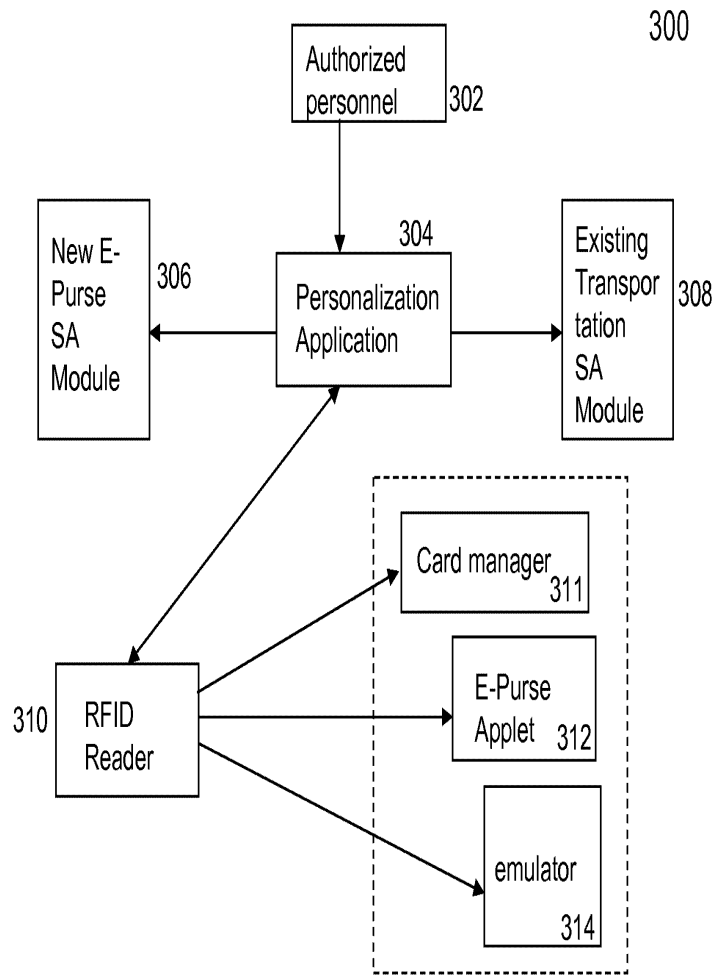 300
Authorized
personnel
302
304
New E-
Purse
SA
Module
306
Personalization
Application
Existing
Transpor
tation
SA
Module
308
Card manager
311
310
RFID
Reader
E-Purse
Applet
312
emulator
314